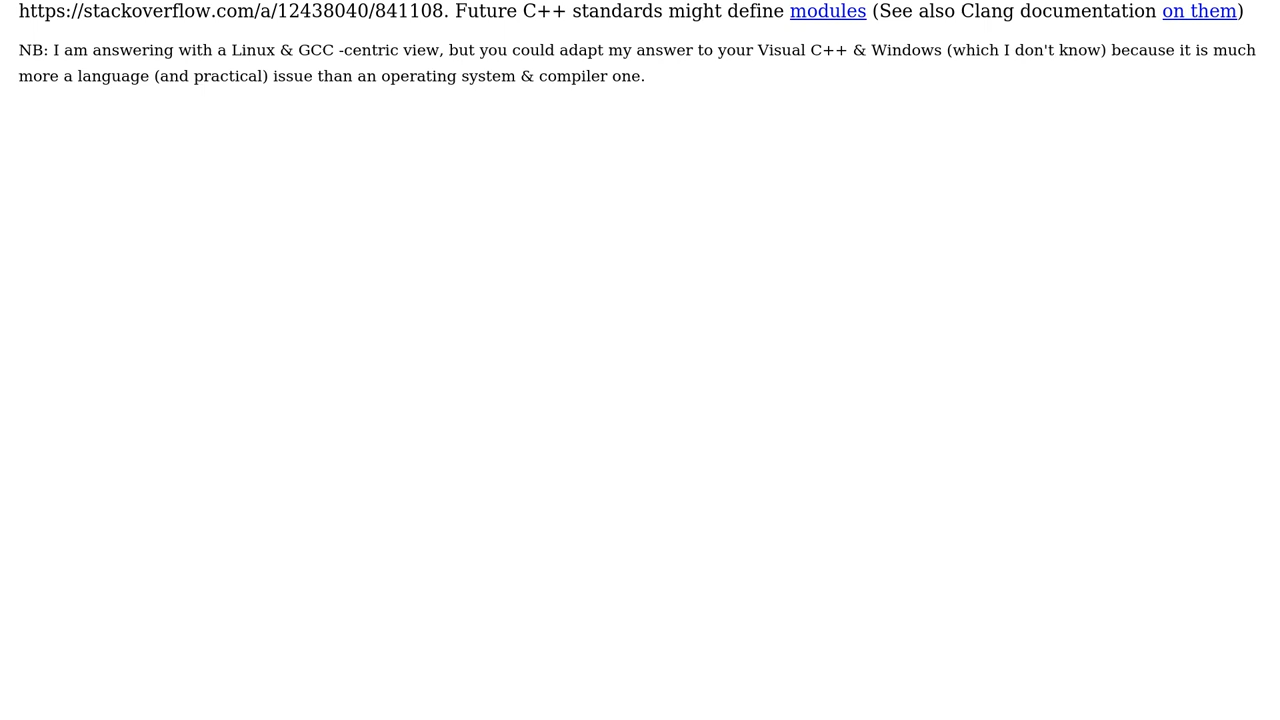 https://stackoverflow.com/a/12438040/841108. Future C++ standards might define modules (See also Clang documentation on them)
NB: I am answering with a Linux & GCC -centric view, but you could adapt my answer to your Visual C++ & Windows (which I don't know) because it is much
more a language (and practical) issue than an operating system & compiler one.